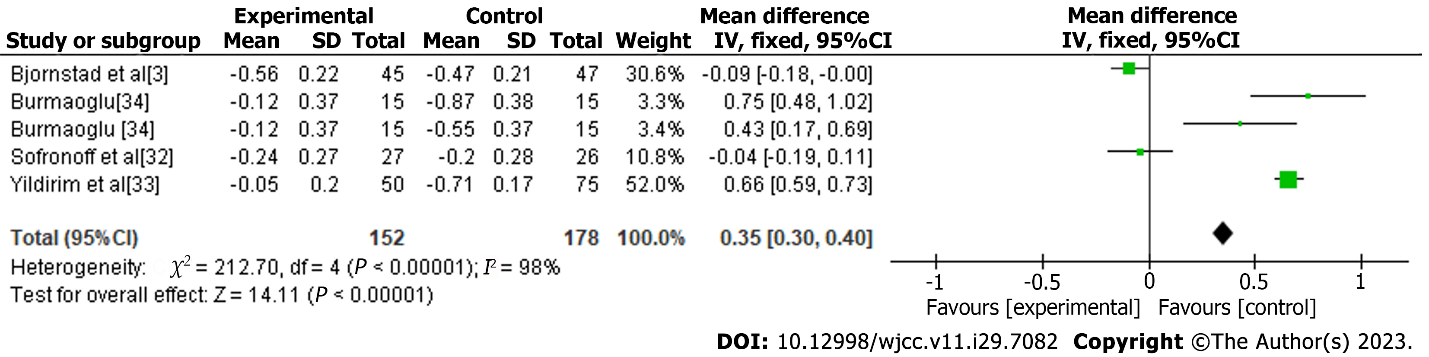 Experimental Control Mean difference Mean difference
Study or subgroup Mean SD Total Mean SD Total Weight IV, fixed, 95%CI IV, fixed, 95%CI
Bjornstad et al[3] -0.56 0.22 45 -0.47 0.21 47 30.6% -0.09 [-0.18, -0.00]
Burmaoglu[34] -0.12 0.37 15 -0.87 0.38 15 3.3% 0.75 [0.48, 1.02]
Burmaoglu [34] -0.12 0.37 15 -0.55 0.37 15 3.4% 0.43 [0.17, 0.69]
Sofronoff et al[32] -0.24 0.27 27 -0.2 0.28 26 10.8% -0.04 [-0.19, 0.11]
Yildirim et al[33] -0.05 0.2 50 -0.71 0.17 75 52.0% 0.66 [0.59, 0.73]
Total (95%CI) 152 178 100.0% 0.35 [0.30, 0.40]
Heterogeneity: χ² = 212.70, df = 4 (P < 0.00001); I² = 98%
Test for overall effect: Z = 14.11 (P < 0.00001)
-1 -0.5 0 0.5 1
Favours [experimental] Favours [control]
DOI: 10.12998/wjcc.v11.i29.7082 Copyright ©The Author(s) 2023.